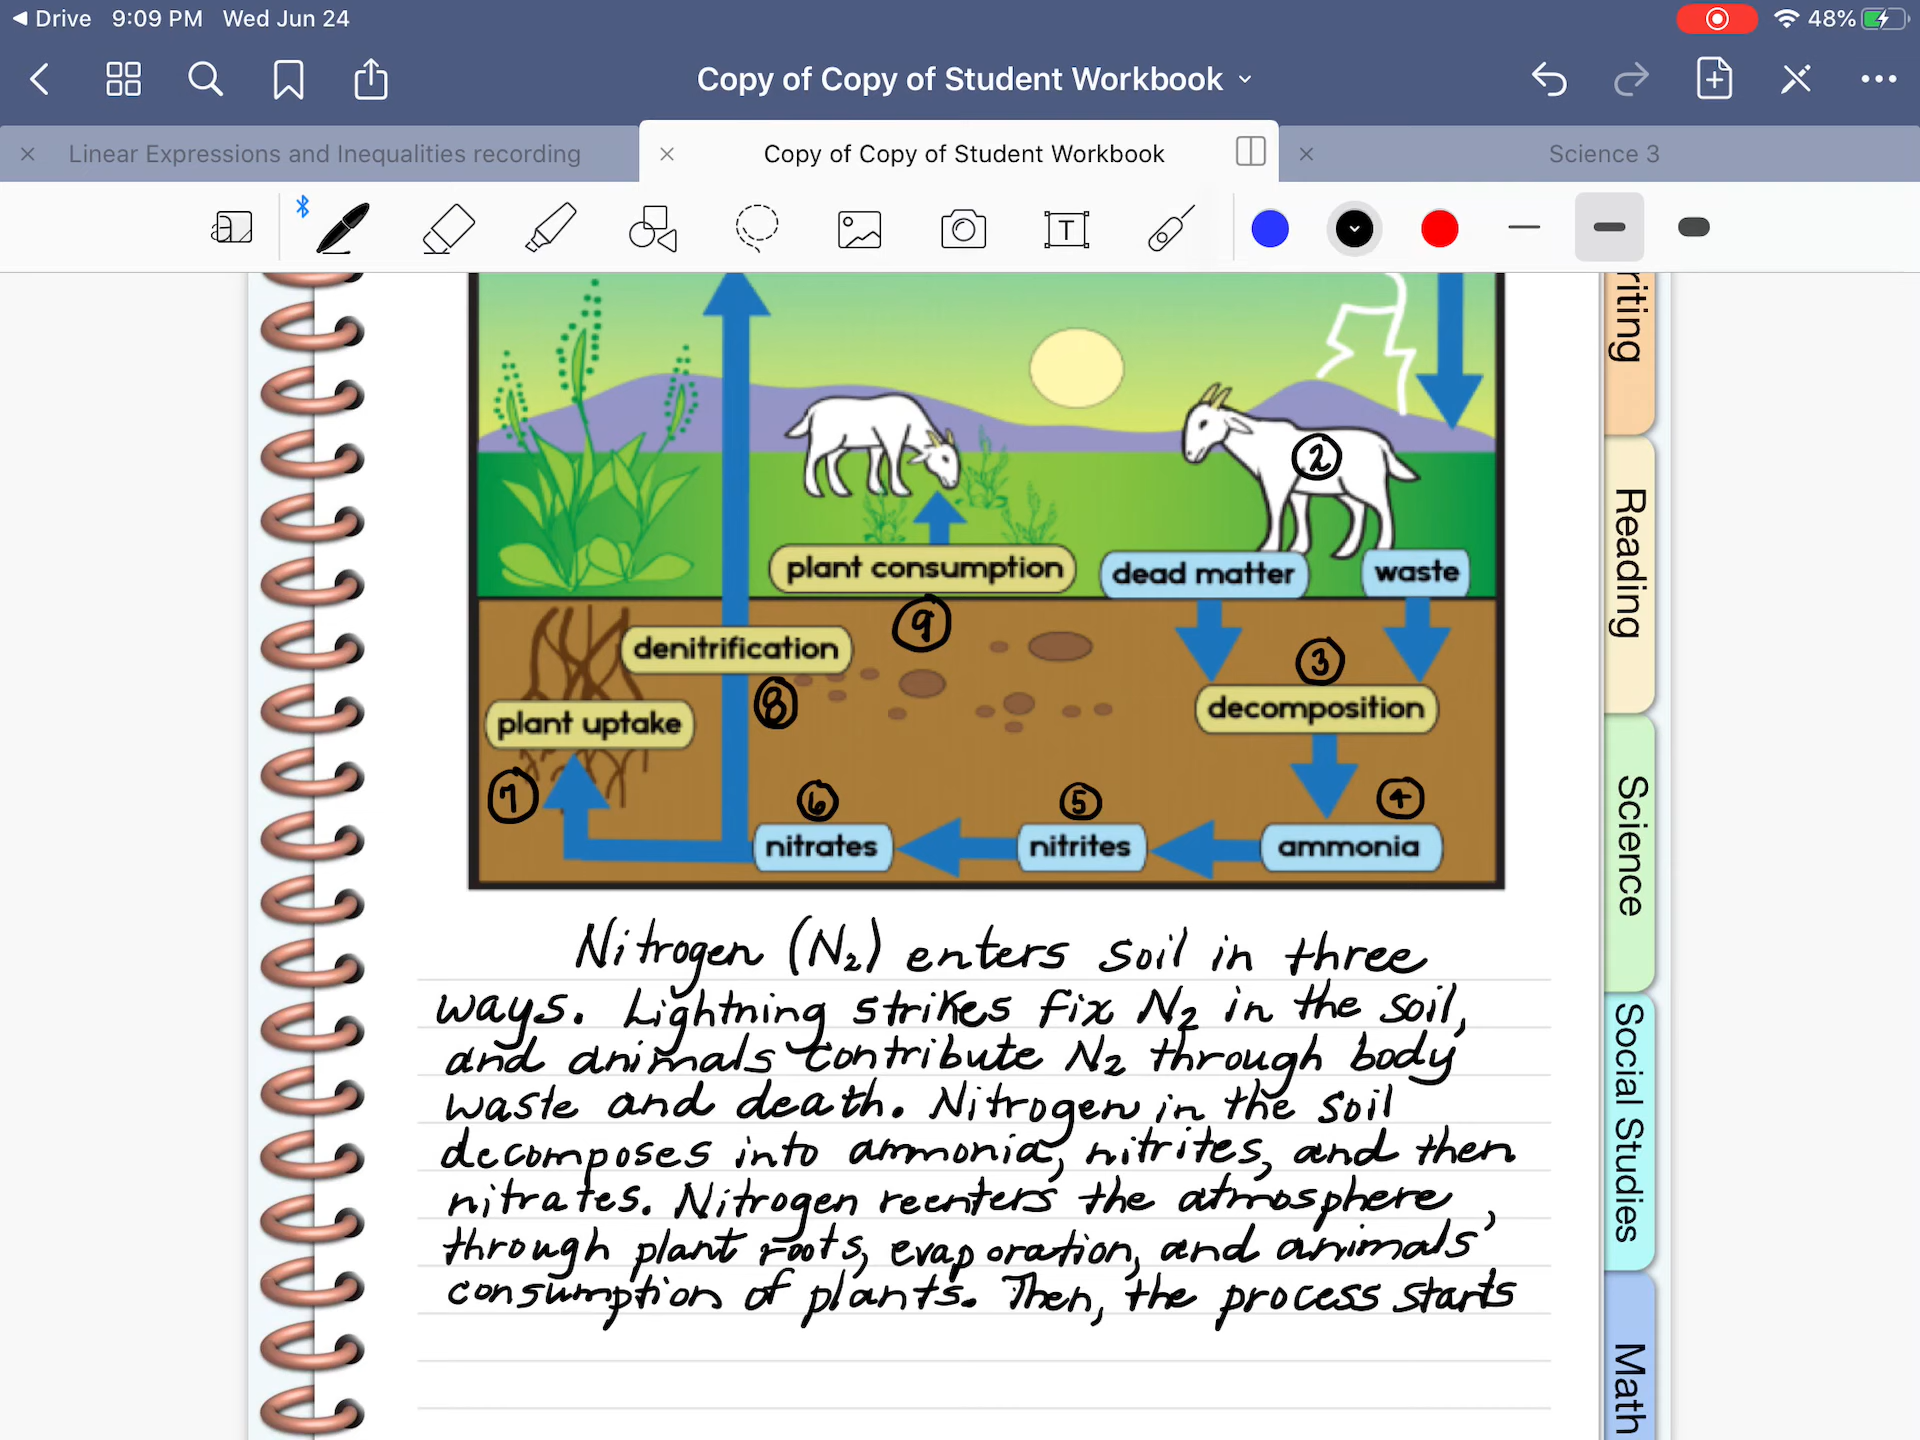 Drive 9:09 PM Wed Jun 24 48%
Copy of Copy of Student Workbook
Linear Expressions and Inequalities recording
Copy of Copy of Student Workbook
Science 3
T
2
plant consumption
dead matter
waste
9
denitrification
3
8
plant uptake
decomposition
7
6
5
4
nitrates
nitrites
ammonia
Nitrogen (N₂) enters soil in three
ways. Lightning strikes fix N₂ in the soil,
and animals contribute N₂ through body
waste and death. Nitrogen in the soil
decomposes into ammonia, nitrites, and then
nitrates. Nitrogen reenters the atmosphere
through plant roots, evaporation, and animals'
consumption of plants. Then, the process starts
riting
Reading
Science
Social Studies
Math